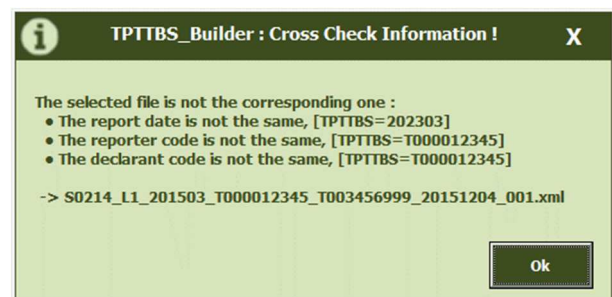 i
TPTTBS_Builder : Cross Check Information ! X
The selected file is not the corresponding one :
• The report date is not the same, [TPTTBS=202303]
• The reporter code is not the same, [TPTTBS=T000012345]
• The declarant code is not the same, [TPTTBS=T000012345]
-> S0214_L1_201503_T000012345_T003456999_20151204_001.xml
Ok